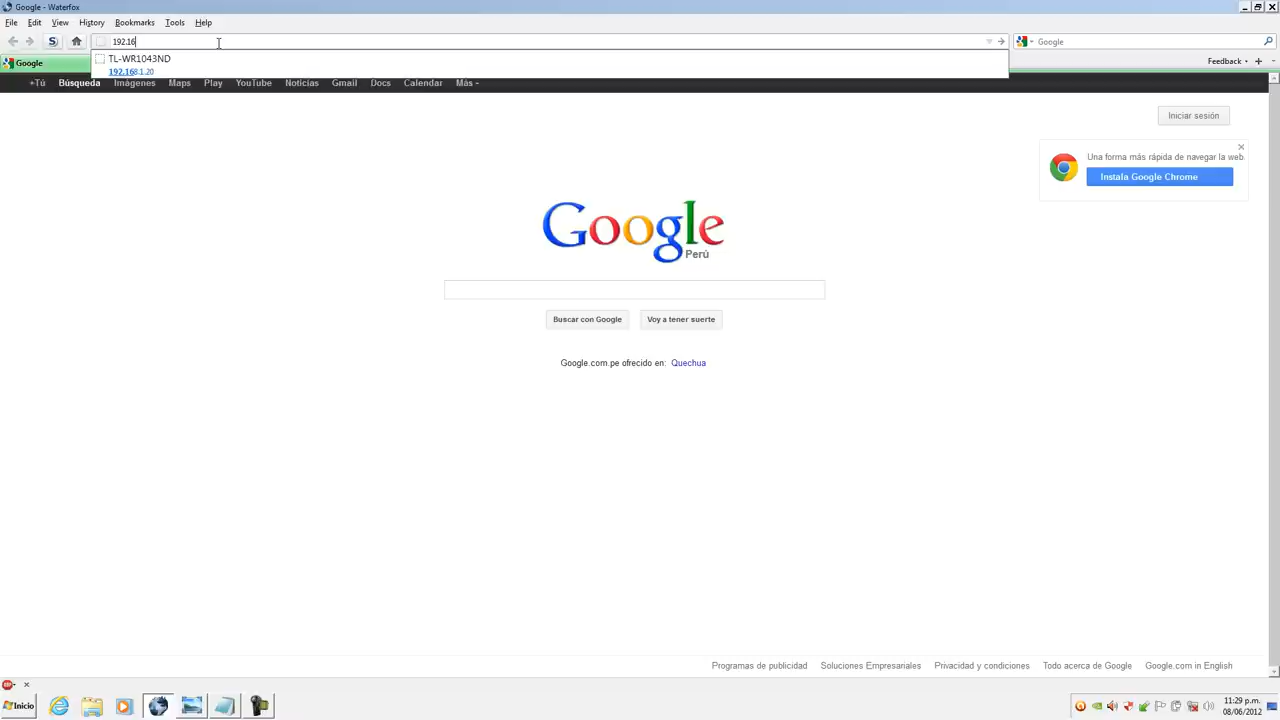 Google - Waterfox
File Edit View History Bookmarks Tools Help
192.16
Google
TL-WR1043ND
192.168.1.20
Google
Feedback
+Tú Búsqueda Imágenes Maps Play YouTube Noticias Gmail Docs Calendar Más
Iniciar sesión
Una forma más rápida de navegar la web.
Instala Google Chrome
Google
Perú
Buscar con Google Voy a tener suerte
Google.com.pe ofrecido en: Quechua
Programas de publicidad Soluciones Empresariales Privacidad y condiciones Todo acerca de Google Google.com in English
Inicio
11:29 p.m.
08/06/2012